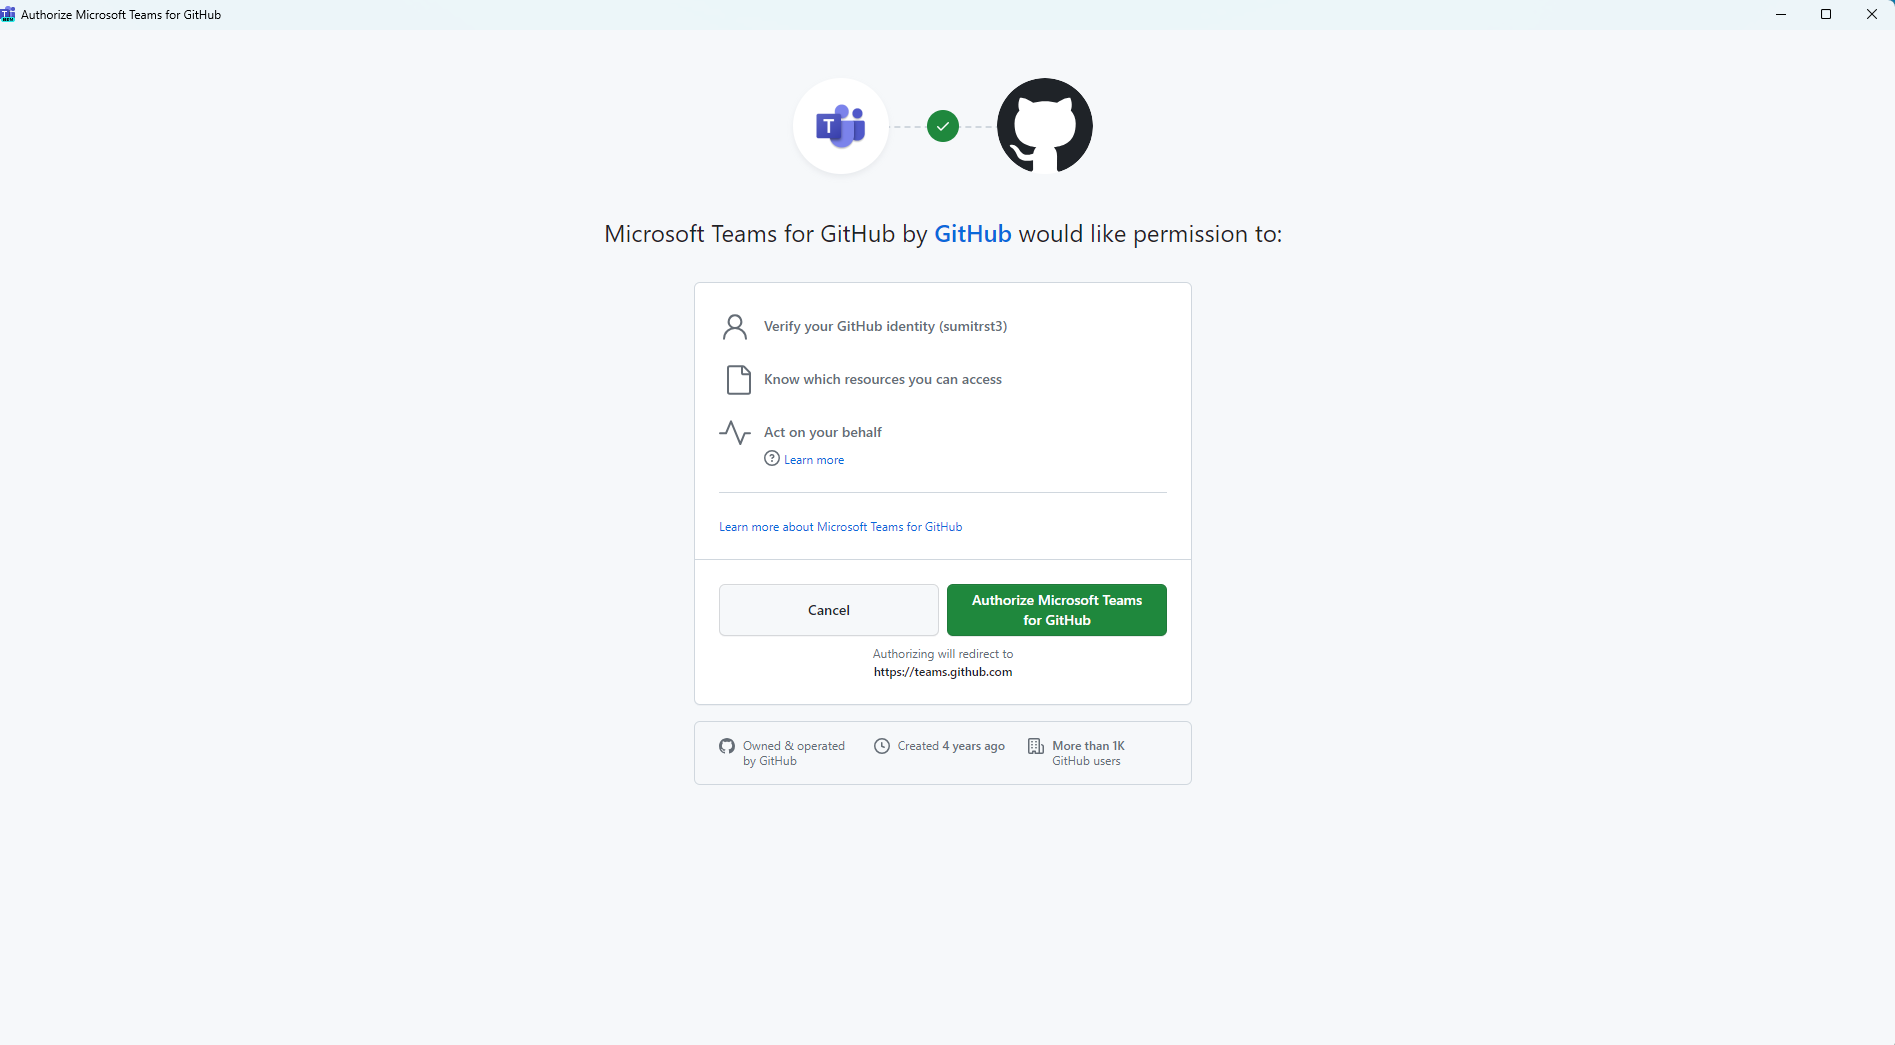 Authorize Microsoft Teams for GitHub
T
Microsoft Teams for GitHub by GitHub would like permission to:
Verify your GitHub identity (sumitrst3)
Know which resources you can access
Act on your behalf
Learn more
Learn more about Microsoft Teams for GitHub
Cancel
Authorize Microsoft Teams
for GitHub
Authorizing will redirect to
https://teams.github.com
Owned & operated
by GitHub
Created 4 years ago
More than 1K
GitHub users